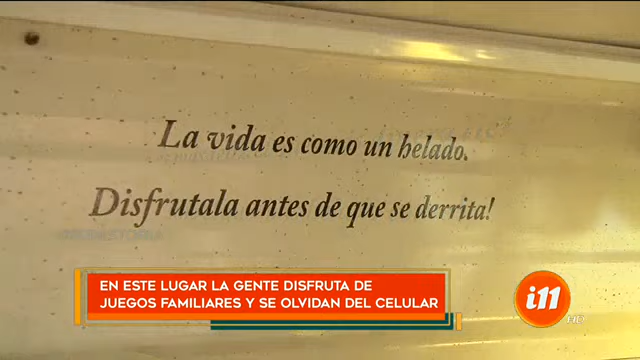 La vida es como un helado.
Disfrutala antes de que se derrita!
EN ESTE LUGAR LA GENTE DISFRUTA DE
JUEGOS FAMILIARES Y SE OLVIDAN DEL CELULAR
i11
HD